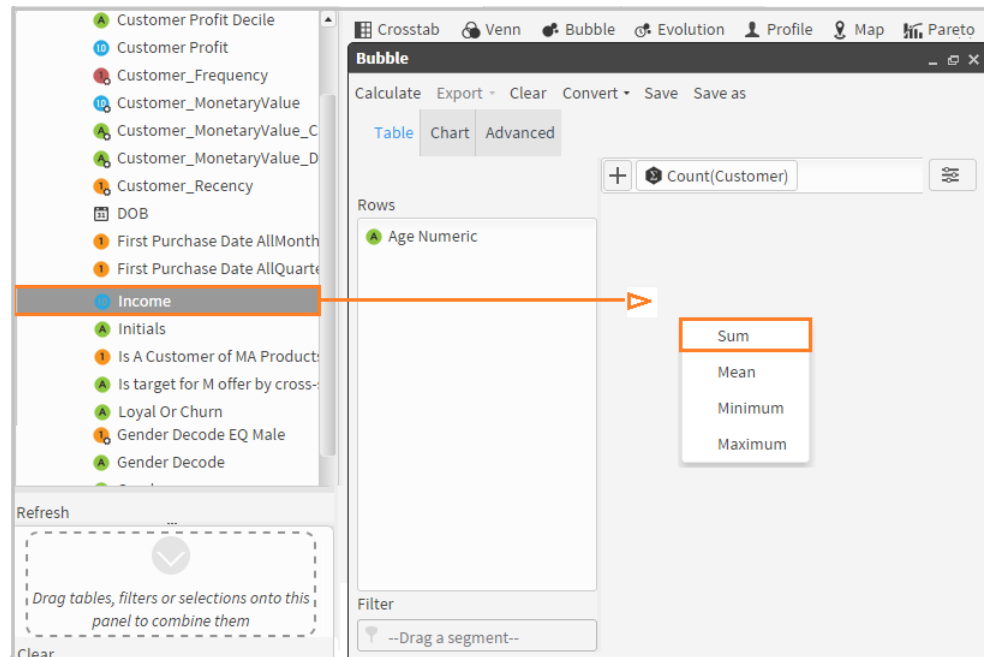 Customer Profit Decile
Customer Profit
Customer_Frequency
Customer_MonetaryValue
Customer_MonetaryValue_C
Customer_MonetaryValue_D
Customer_Recency
DOB
First Purchase Date AllMonth
First Purchase Date AllQuarte
Income
Initials
Is A Customer of MA Products
Is target for M offer by cross-s
Loyal Or Churn
Gender Decode EQ Male
Gender Decode
Refresh
...
Drag tables, filters or selections onto this
panel to combine them
Clear
Crosstab Venn Bubble Evolution Profile Map Pareto
Bubble
Calculate Export Clear Convert Save Save as
Table Chart Advanced
Count(Customer)
Rows
Age Numeric
Sum
Mean
Minimum
Maximum
Filter
--Drag a segment--